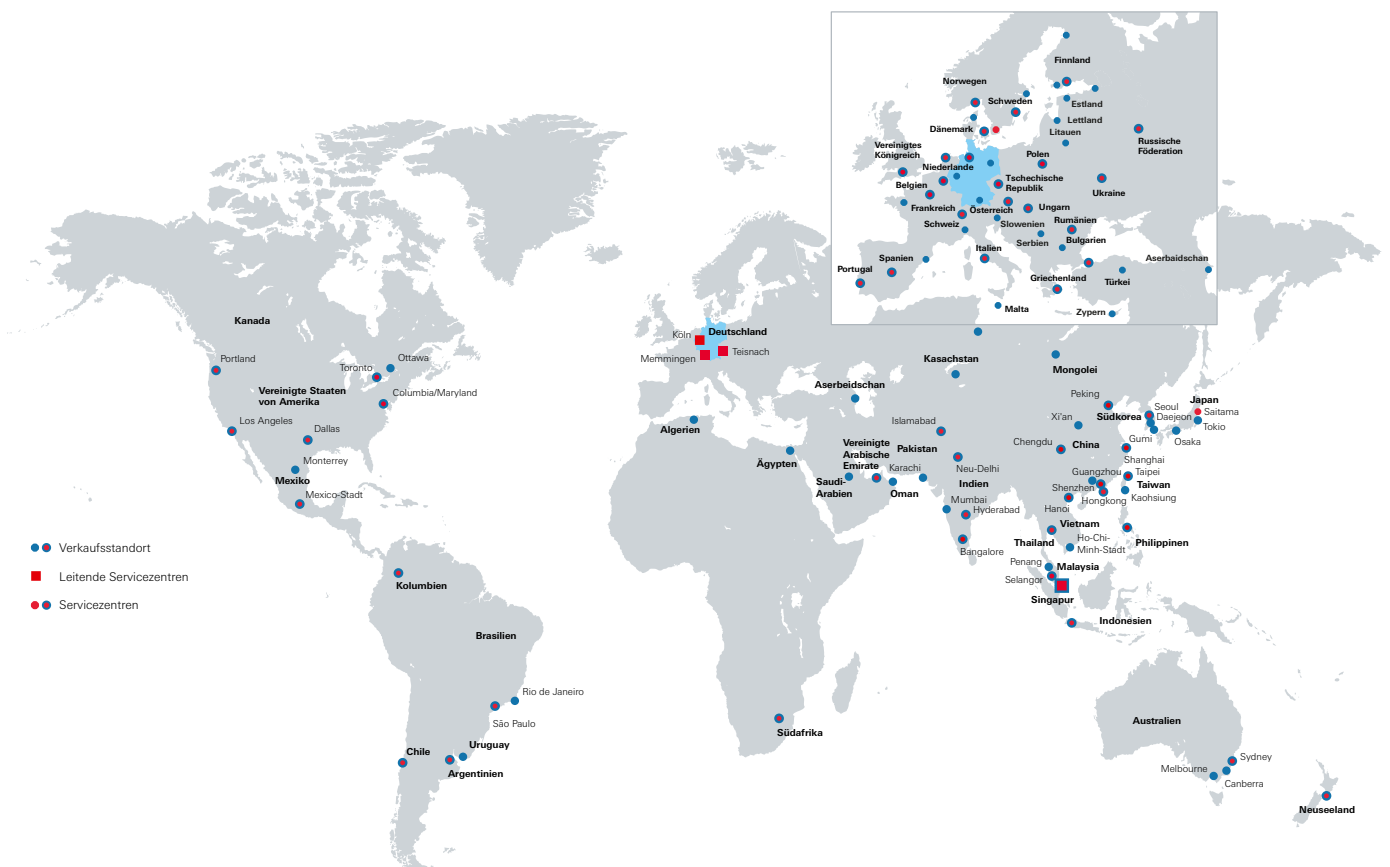 Finnland
Norwegen
Schweden
Estland
Lettland
Dänemark
Litauen
Russische
Föderation
Vereinigtes
Königreich
Polen
Niederlande
Tschechische
Republik
Belgien
Ukraine
Frankreich
Österreich
Ungarn
Rumänien
Schweiz
Slowenien
Serbien
Bulgarien
Italien
Spanien
Aserbaidschan
Portugal
Griechenland
Türkei
Malta
Zypern
Kanada
Portland
Ottawa
Toronto
Vereinigte Staaten
von Amerika
Columbia/Maryland
Los Angeles
Dallas
Monterrey
Mexiko
Mexico-Stadt
Köln
Deutschland
Memmingen
Teisnach
Kasachstan
Mongolei
Aserbeidschan
Peking
Japan
Saitama
Seoul
Südkorea
Daejeon
Tokio
Xi'an
Gumi
Osaka
Islamabad
Algerien
Vereinigte
Arabische
Emirate
Pakistan
Chengdu
China
Shanghai
Ägypten
Karachi
Neu-Delhi
Guangzhou
Taipei
Saudi-
Arabien
Oman
Indien
Shenzhen
Taiwan
Hongkong
Kaohsiung
Mumbai
Hyderabad
Hanoi
Vietnam
Thailand
Ho-Chi-
Minh-Stadt
Philippinen
Bangalore
Penang
Malaysia
Selangor
Singapur
Indonesien
Verkaufsstandort
Leitende Servicezentren
Servicezentren
Kolumbien
Brasilien
Rio de Janeiro
São Paulo
Uruguay
Chile
Argentinien
Südafrika
Australien
Sydney
Melbourne
Canberra
Neuseeland